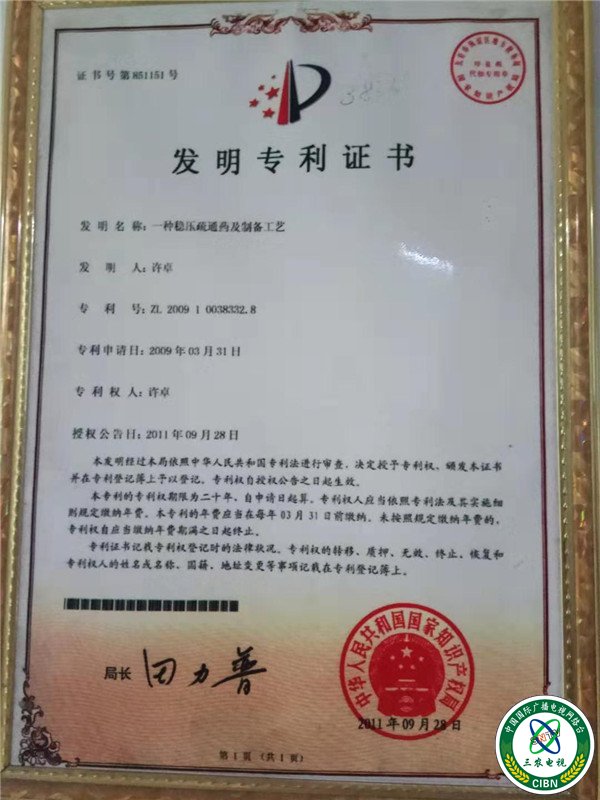 证书号第851151号
发明专利证书
发明名称：一种稳压疏通药及制备工艺
发明人：许卓
专利号：ZL 2009 1 0038332.8
专利申请日：2009年03月31日
专利权人：许卓
授权公告日：2011年09月28日
本发明经过本局依照中华人民共和国专利法进行审查，决定授予专利权，颁发本证书
并在专利登记簿上予以登记。专利权自授权公告之日起生效。
本专利的专利权期限为二十年，自申请日起算。专利权人应当依照专利法及其实施细
则规定缴纳年费。本专利的年费应当在每年03月31日前缴纳。未按照规定缴纳年费的，
专利权自应当缴纳年费期满之日起终止。
专利证书记载专利权登记时的法律状况。专利权的转移、质押、无效、终止、恢复和
专利权人的姓名或名称、国籍、地址变更等事项记载在专利登记簿上。
局长 田力普
中华人民共和国国家知识产权局
2011年09月28日
第1页（共1页）
中国国际广播电视网络台
三农电视
CIBN